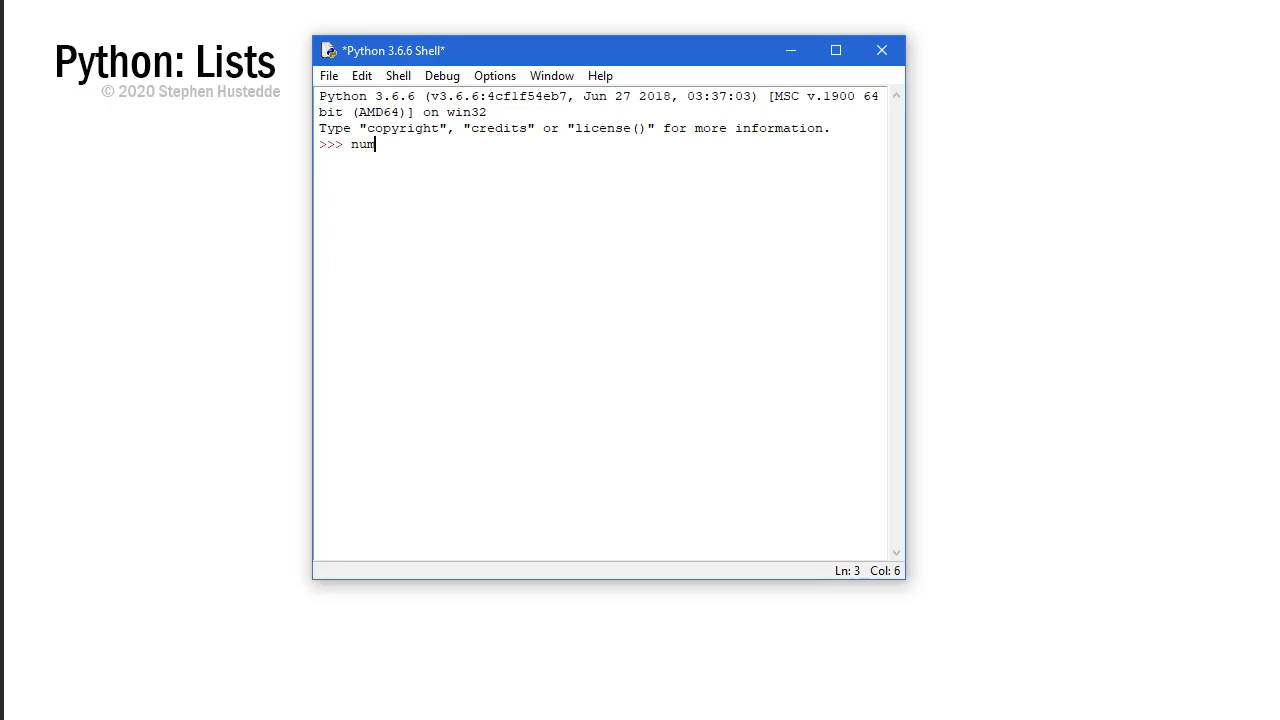 Python: Lists
© 2020 Stephen Hustedde
*Python 3.6.6 Shell*
File Edit Shell Debug Options Window Help
Python 3.6.6 (v3.6.6:4cf1f54eb7, Jun 27 2018, 03:37:03) [MSC v.1900 64
bit (AMD64)] on win32
Type "copyright", "credits" or "license()" for more information.
>>> num
Ln: 3 Col: 6